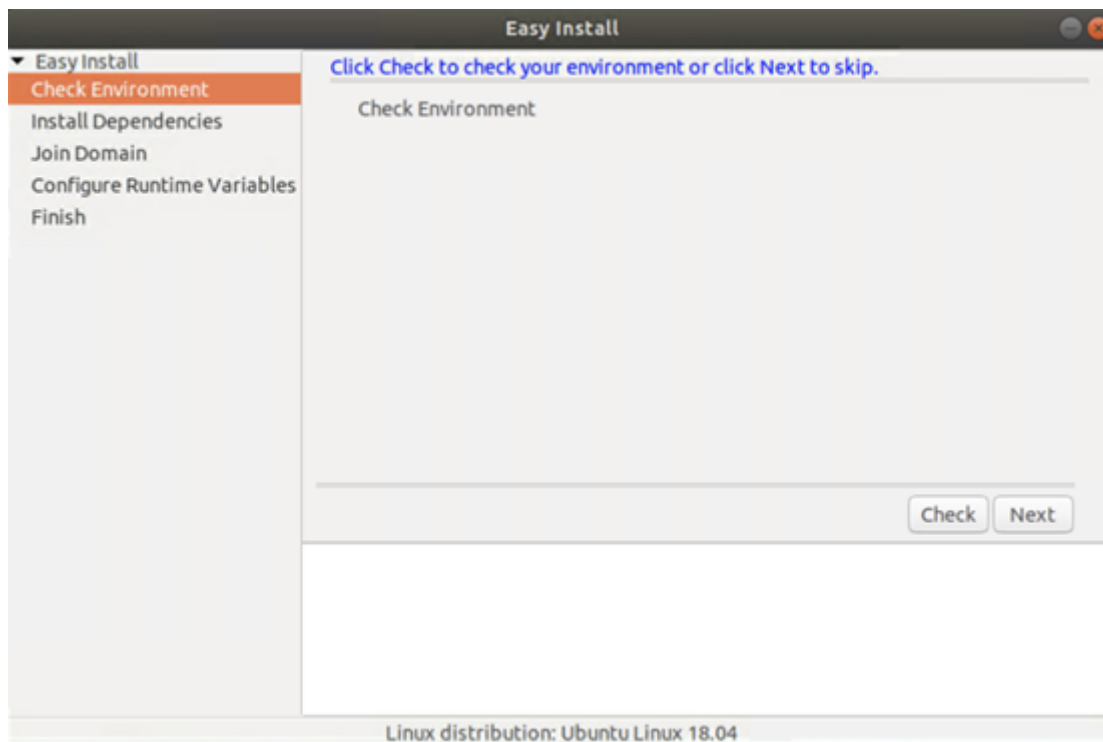 Easy Install
Easy Install
Check Environment
Install Dependencies
Join Domain
Configure Runtime Variables
Finish
Click Check to check your environment or click Next to skip.
Check Environment
Check
Next
Linux distribution: Ubuntu Linux 18.04